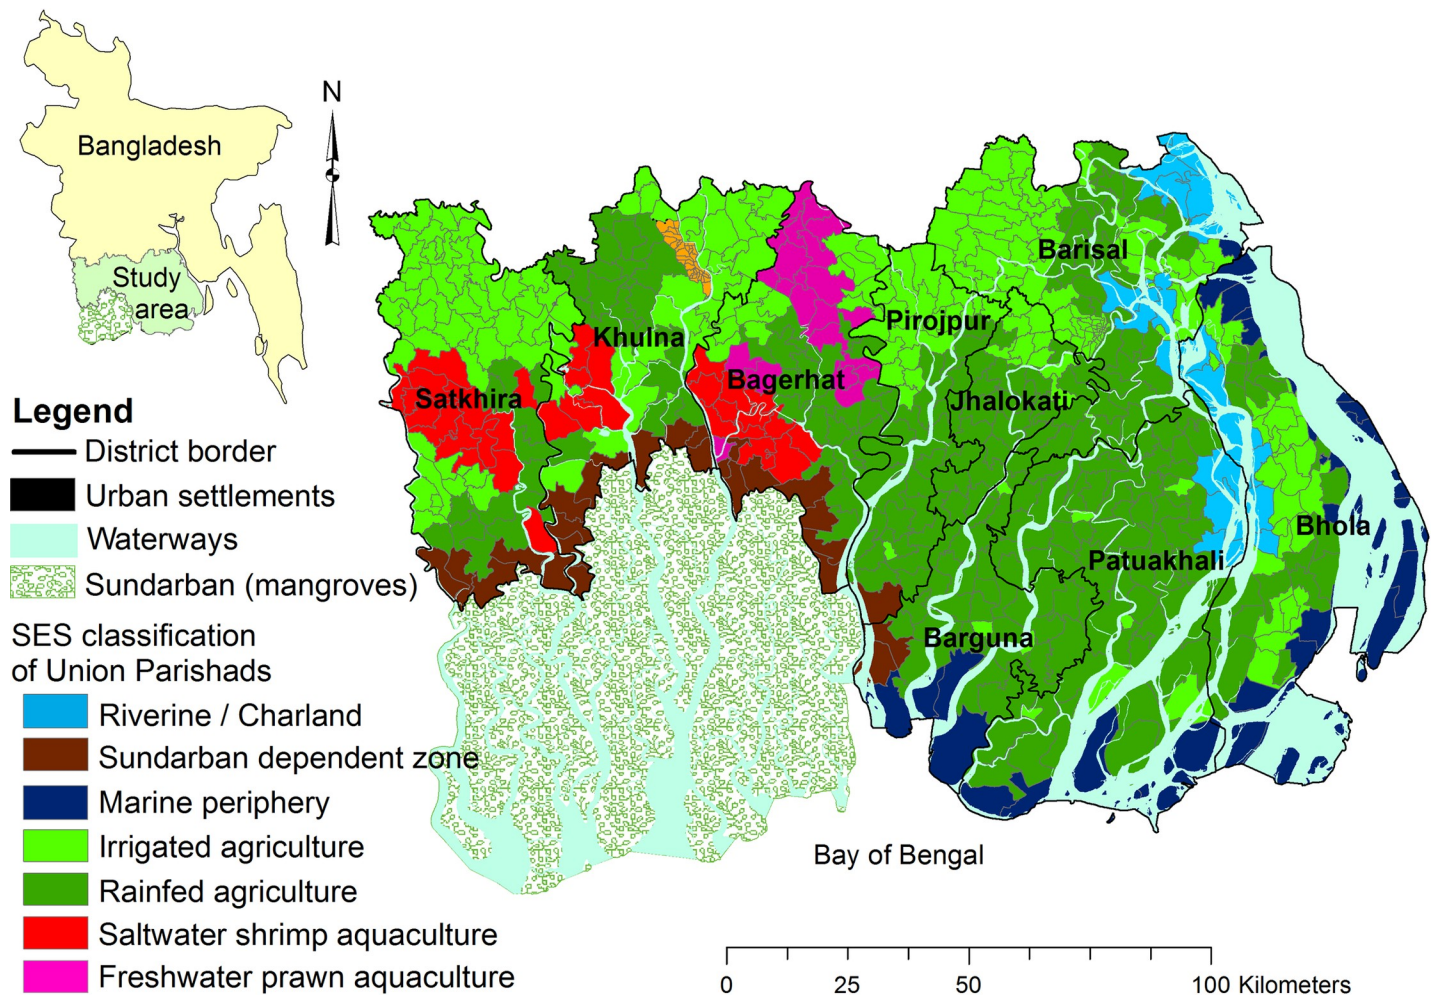 Bangladesh
Study
area
N
Legend
District border
Urban settlements
Waterways
Sundarban (mangroves)
SES classification
of Union Parishads
Riverine / Charland
Sundarban dependent zone
Marine periphery
Irrigated agriculture
Rainfed agriculture
Saltwater shrimp aquaculture
Freshwater prawn aquaculture
Barisal
Pirojpur
Khulna
Bagerhat
Satkhira
Jhalokati
Bhola
Patuakhali
Barguna
Bay of Bengal
0 25 50 100 Kilometers